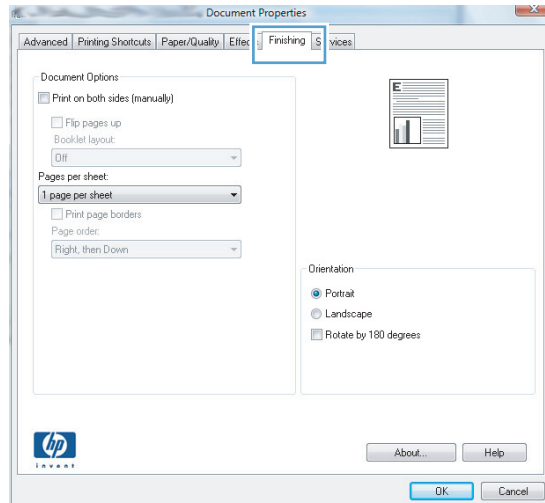 Document Properties
Advanced Printing Shortcuts Paper/Quality Finishing
Document Options
Print on both sides (manually)
Flip pages up
Booklet layout:
Off
Pages per sheet:
1 page per sheet
Print page borders
Page order:
Right, then Down
E
Orientation
Portrait
Landscape
Rotate by 180 degrees
hp
invent
About... Help
OK Cancel